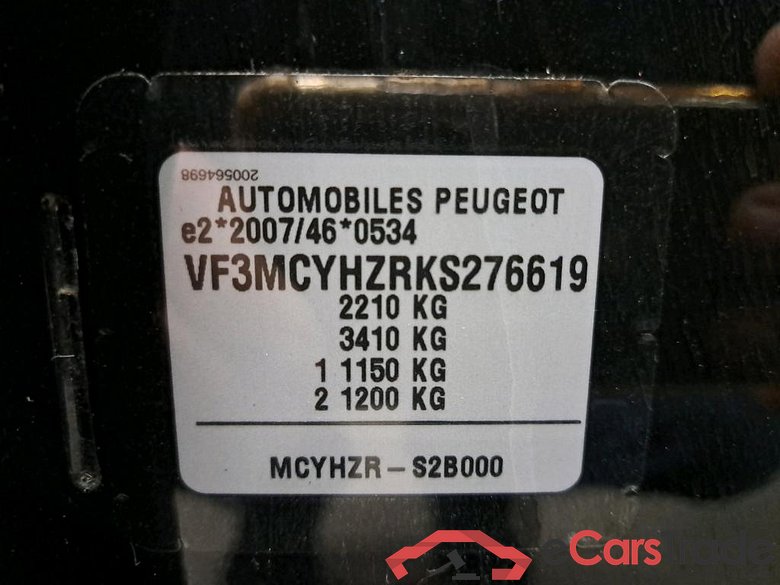 200564698
AUTOMOBILES PEUGEOT
e2*2007/46*0534
VF3MCYHZRKS276619
2210 KG
3410 KG
1 1150 KG
2 1200 KG
MCYHZR - S2B000
eCarsTrade